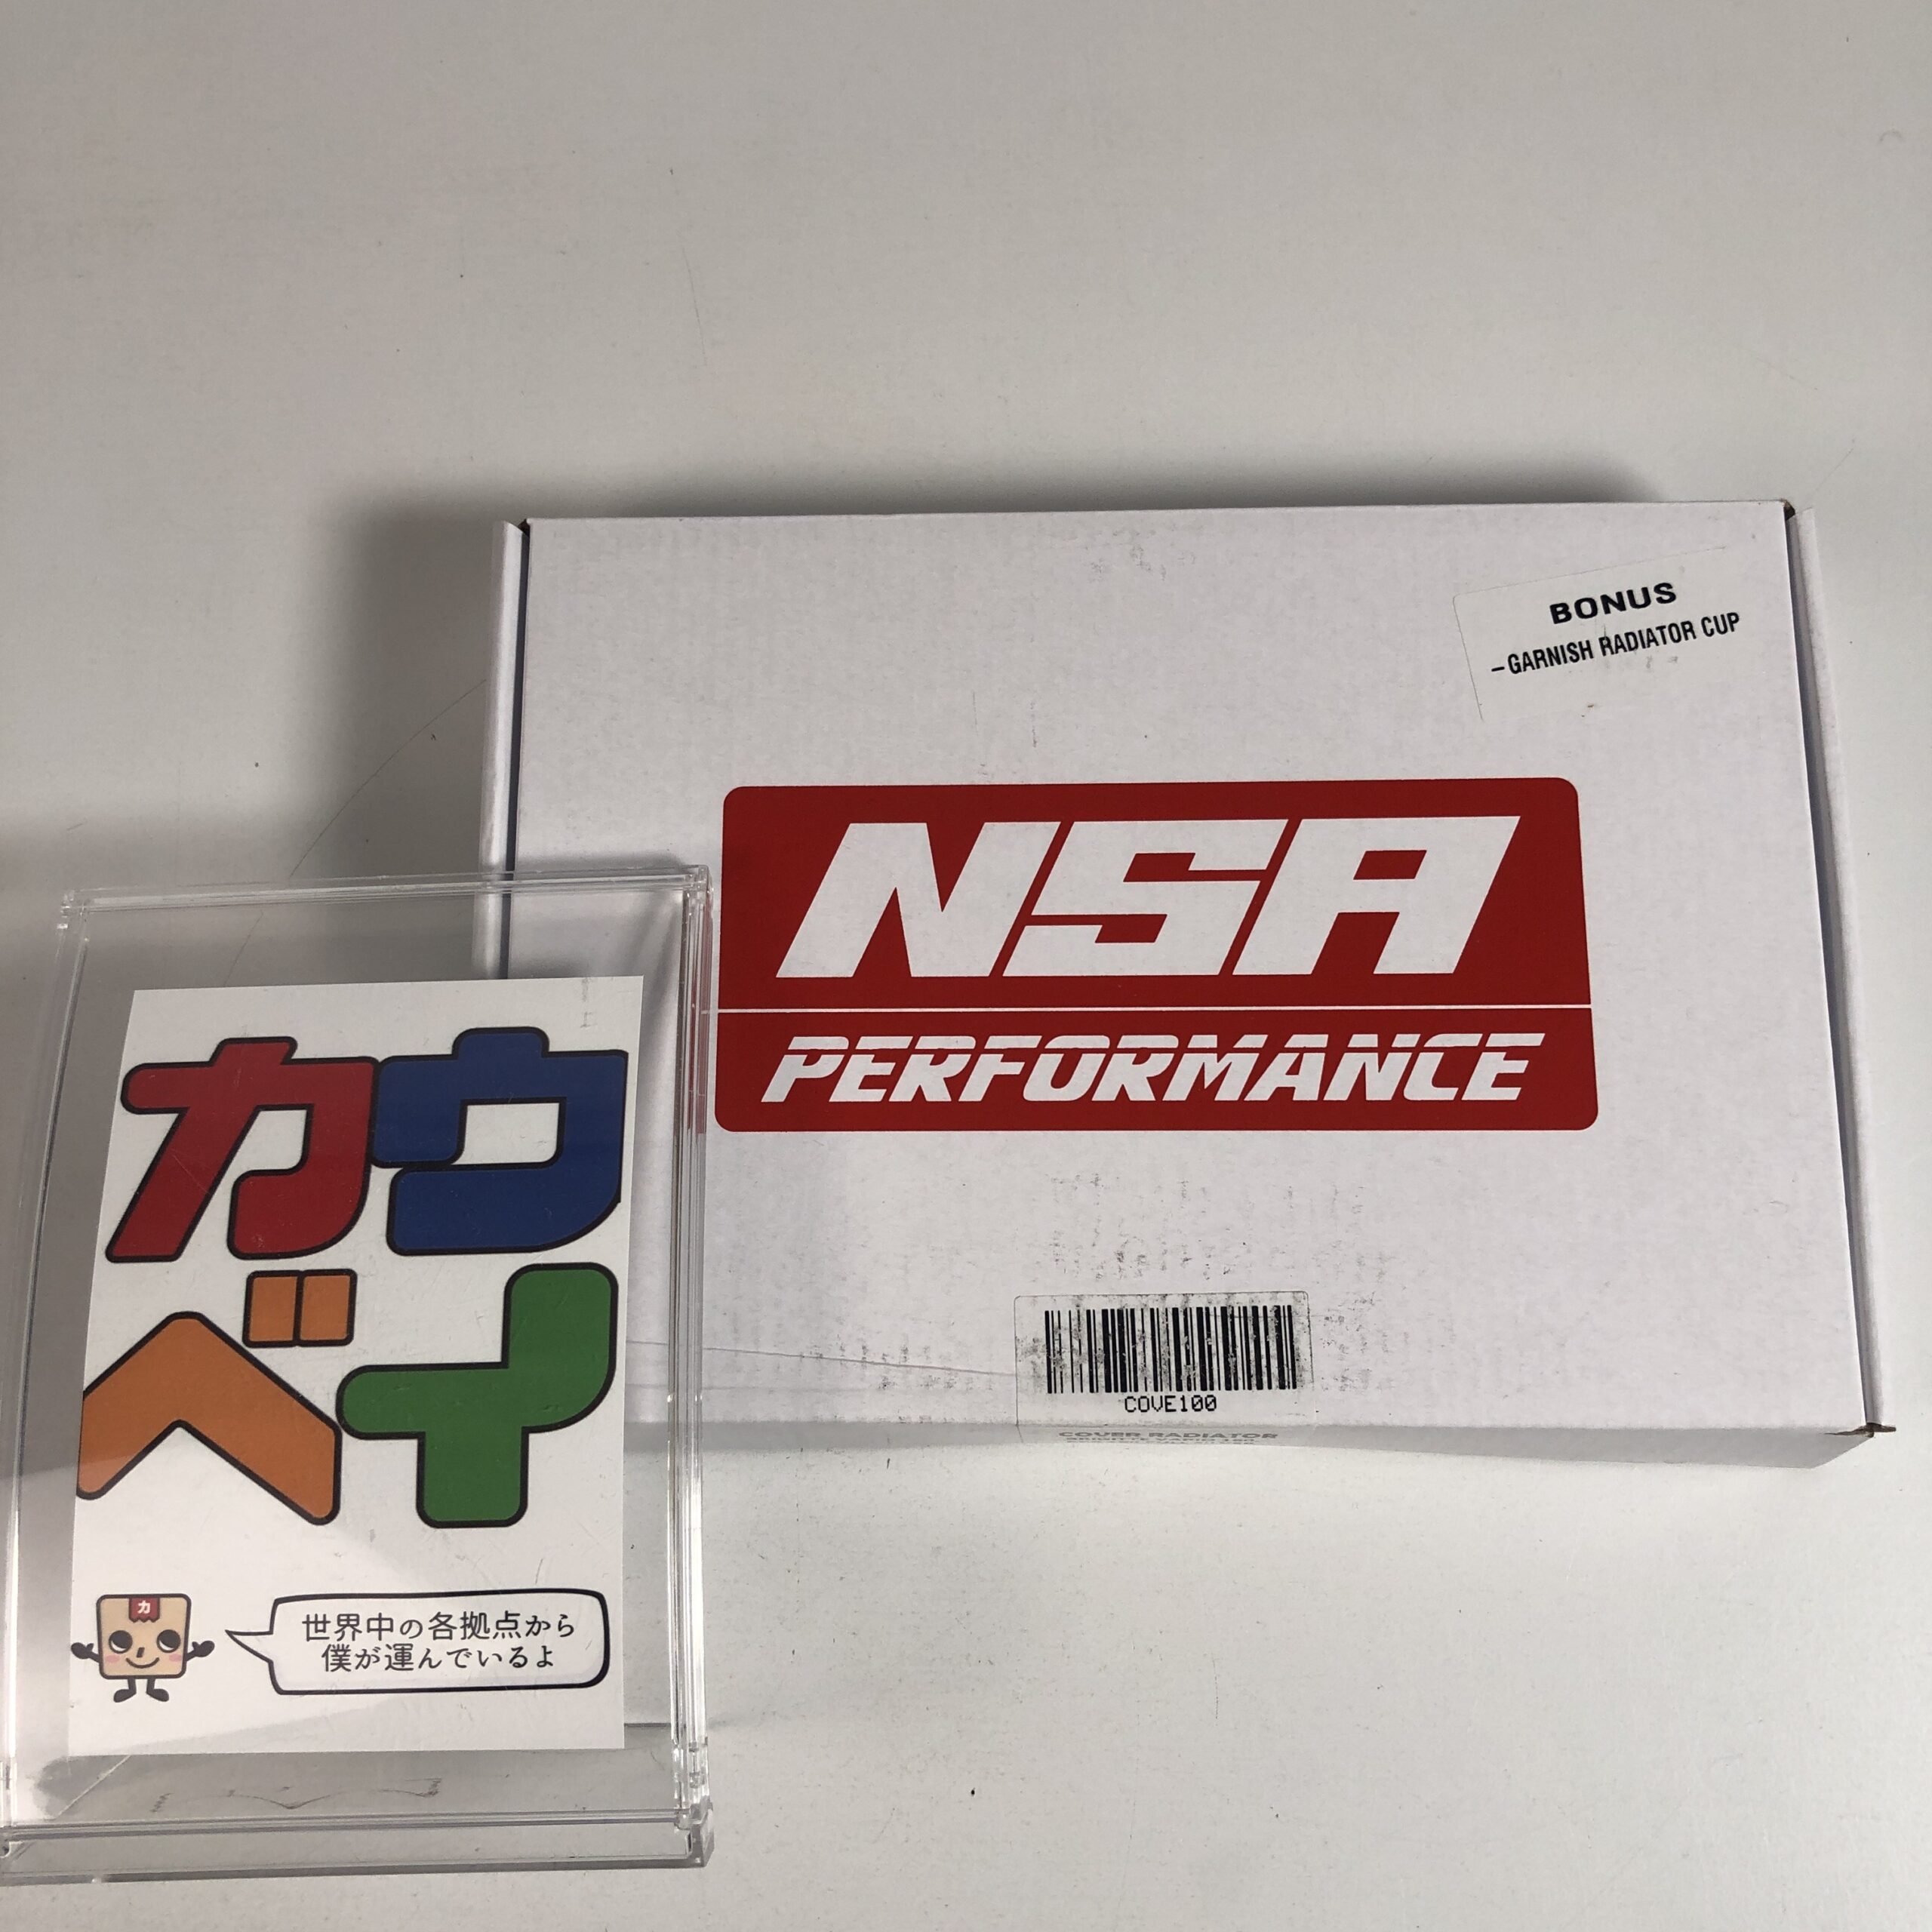 BONUS
-GARNISH RADIATOR CUP
NSA
PERFORMANCE
COVE100
COVER RADIATOR
カウ
ベイ
カ
世界中の各拠点から
僕が運んでいるよ